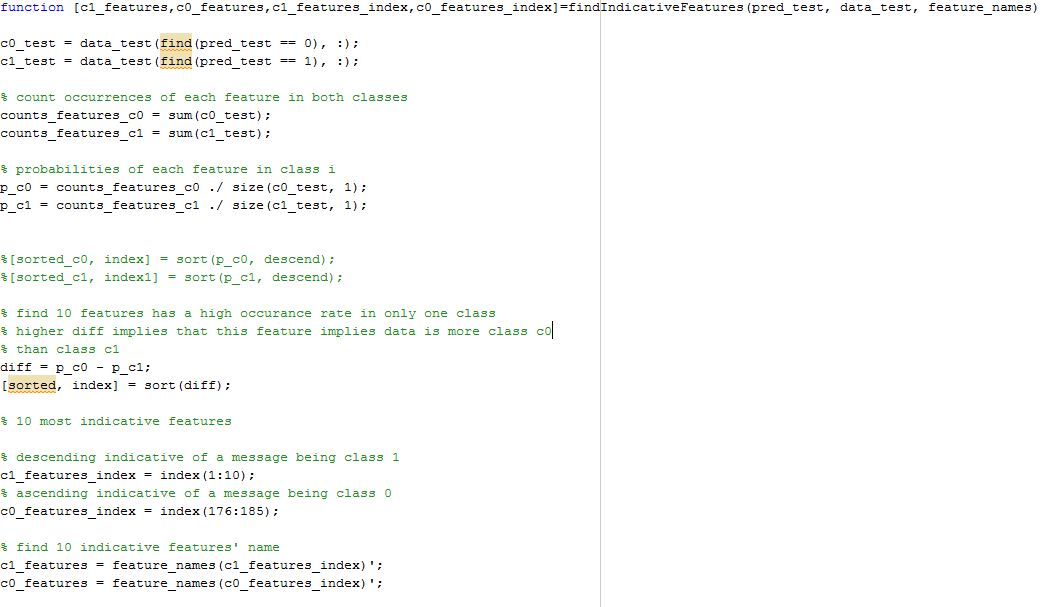 function [c1_features,c0_features,c1_features_index,c0_features_index]=findIndicativeFeatures(pred_test, data_test, feature_names)
c0_test = data_test(find(pred_test == 0), :);
c1_test = data_test(find(pred_test == 1), :);
% count occurrences of each feature in both classes
counts_features_c0 = sum(c0_test);
counts_features_c1 = sum(c1_test);
% probabilities of each feature in class i
p_c0 = counts_features_c0 ./ size(c0_test, 1);
p_c1 = counts_features_c1 ./ size(c1_test, 1);
%[sorted_c0, index] = sort(p_c0, descend);
%[sorted_c1, index1] = sort(p_c1, descend);
% find 10 features has a high occurance rate in only one class
% higher diff implies that this feature implies data is more class c0
% than class c1
diff = p_c0 - p_c1;
[sorted, index] = sort(diff);
% 10 most indicative features
% descending indicative of a message being class 1
c1_features_index = index(1:10);
% ascending indicative of a message being class 0
c0_features_index = index(176:185);
% find 10 indicative features' name
c1_features = feature_names(c1_features_index)';
c0_features = feature_names(c0_features_index)';